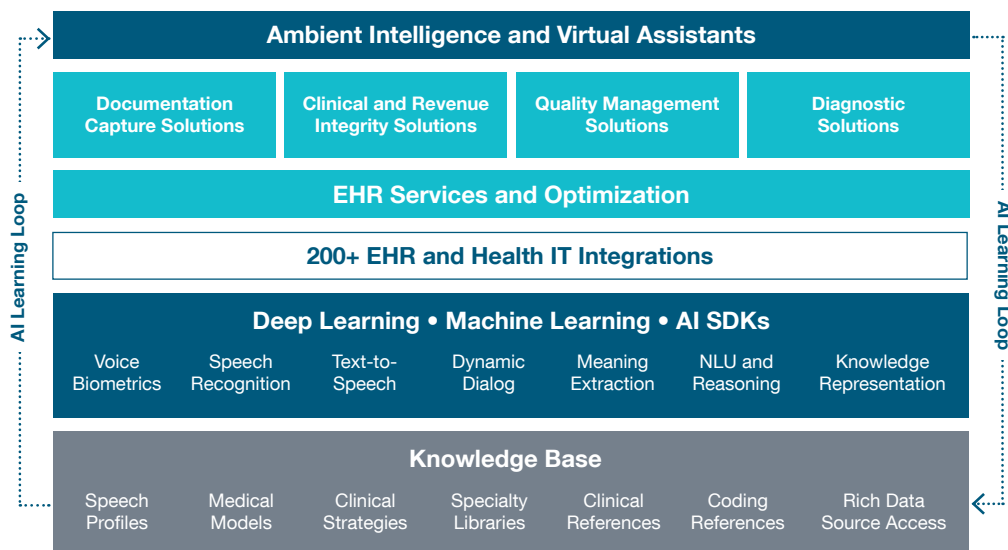 Ambient Intelligence and Virtual Assistants
Documentation
Capture Solutions
Clinical and Revenue
Integrity Solutions
Quality Management
Solutions
Diagnostic
Solutions
EHR Services and Optimization
200+ EHR and Health IT Integrations
Deep Learning • Machine Learning • AI SDKs
Voice
Biometrics
Speech
Recognition
Text-to-
Speech
Dynamic
Dialog
Meaning
Extraction
NLU and
Reasoning
Knowledge
Representation
Knowledge Base
Speech
Profiles
Medical
Models
Clinical
Strategies
Specialty
Libraries
Clinical
References
Coding
References
Rich Data
Source Access
AI Learning Loop
AI Learning Loop